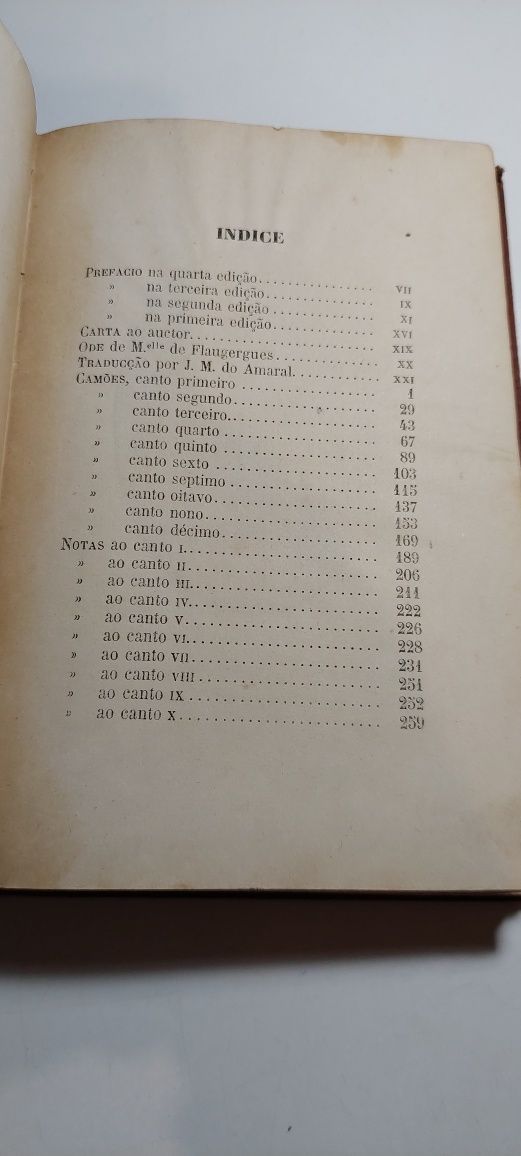 INDICE
PREFACIO na quarta edição........ VII
» na terceira edição........ IX
» na segunda edição........ XI
» na primeira edição........ XVI
CARTA ao auctor........ XIX
ODE de M.elle de Flaugergues........ XX
TRADUCÇÃO por J. M. do Amaral........ XXI
CAMÕES, canto primeiro........ 1
» canto segundo........ 29
» canto terceiro........ 43
» canto quarto........ 67
» canto quinto........ 89
» canto sexto........ 103
» canto septimo........ 115
» canto oitavo........ 137
» canto nono........ 153
» canto décimo........ 169
NOTAS ao canto I........ 189
» ao canto II........ 206
» ao canto III........ 211
» ao canto IV........ 222
» ao canto V........ 226
» ao canto VI........ 228
» ao canto VII........ 234
» ao canto VIII........ 251
» ao canto IX........ 252
» ao canto X........ 259